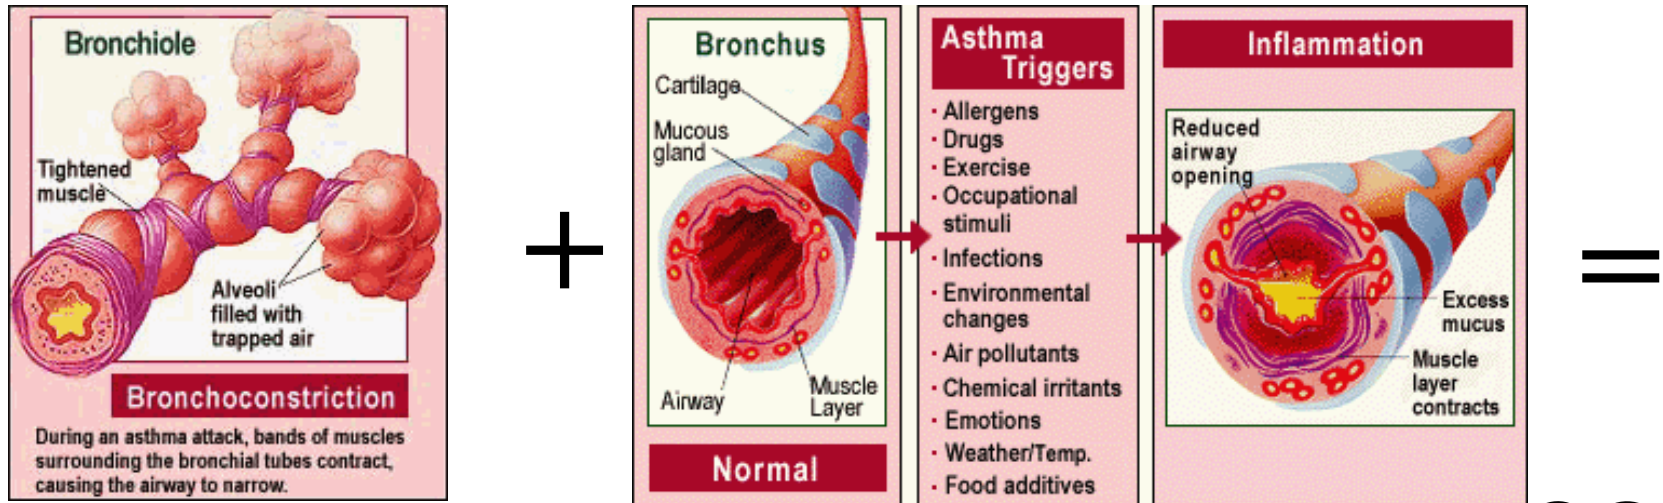 Bronchiole
Tightened
muscle
Alveoli
filled with
trapped air
Bronchoconstriction
During an asthma attack, bands of muscles
surrounding the bronchial tubes contract,
causing the airway to narrow.
+
Bronchus
Cartilage
Mucous
gland
Airway
Muscle
Layer
Normal
Asthma
Triggers
· Allergens
· Drugs
· Exercise
· Occupational
stimuli
· Infections
· Environmental
changes
· Air pollutants
· Chemical irritants
· Emotions
· Weather/Temp.
· Food additives
Inflammation
Reduced
airway
opening
Excess
mucus
Muscle
layer
contracts
=